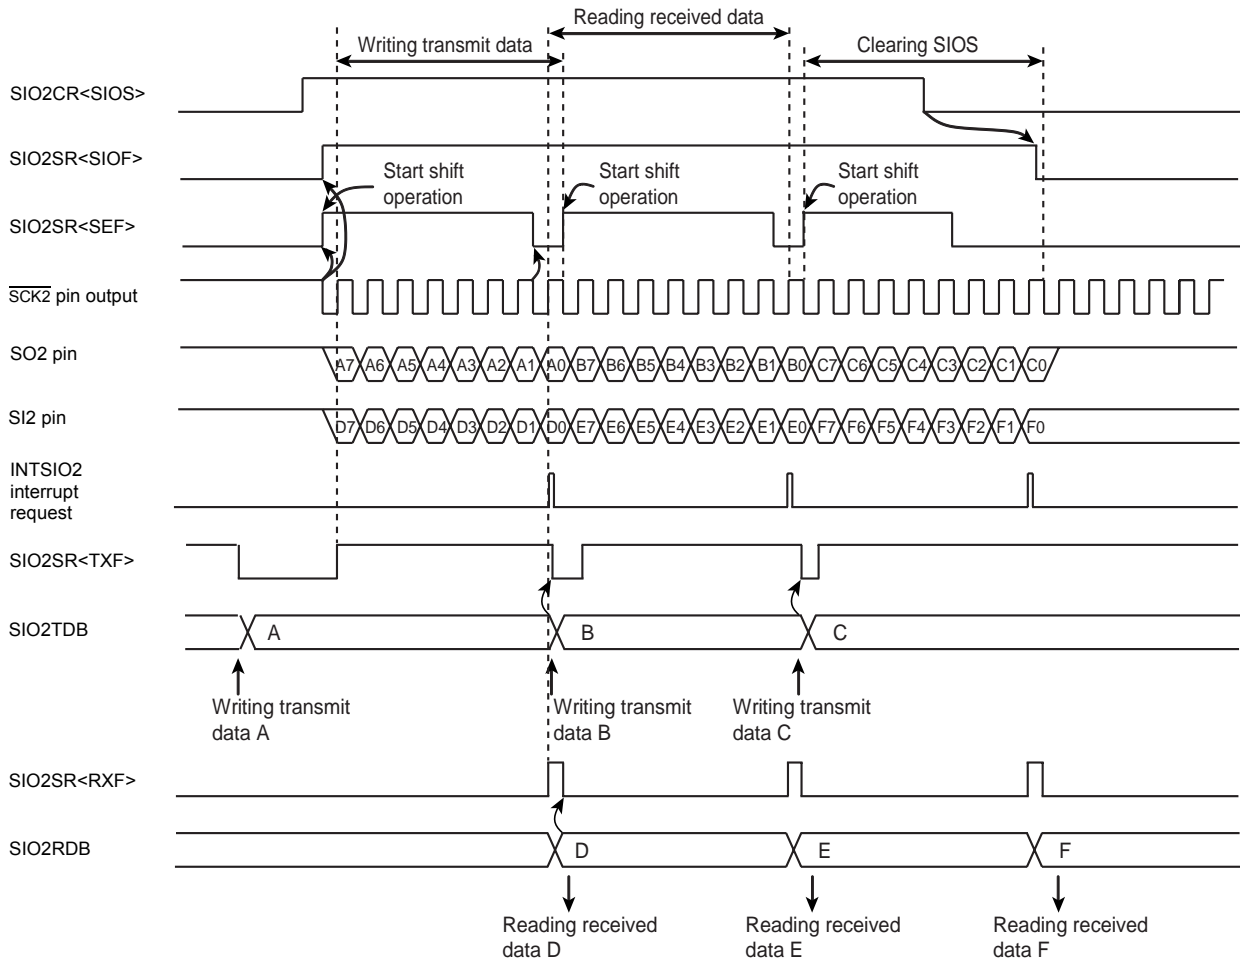 Reading received data
Writing transmit data
Clearing SIOS
SIO2CR<SIOS>
SIO2SR<SIOF>
Start shift
operation
Start shift
operation
Start shift
operation
SIO2SR<SEF>
SCK2 pin output
SO2 pin
A7 A6 A5 A4 A3 A2 A1 A0 B7 B6 B5 B4 B3 B2 B1 B0 C7 C6 C5 C4 C3 C2 C1 C0
SI2 pin
D7 D6 D5 D4 D3 D2 D1 D0 E7 E6 E5 E4 E3 E2 E1 E0 F7 F6 F5 F4 F3 F2 F1 F0
INTSIO2
interrupt
request
SIO2SR<TXF>
SIO2TDB
A B C
Writing transmit
data A
Writing transmit
data B
Writing transmit
data C
SIO2SR<RXF>
SIO2RDB
D E F
Reading received
data D
Reading received
data E
Reading received
data F